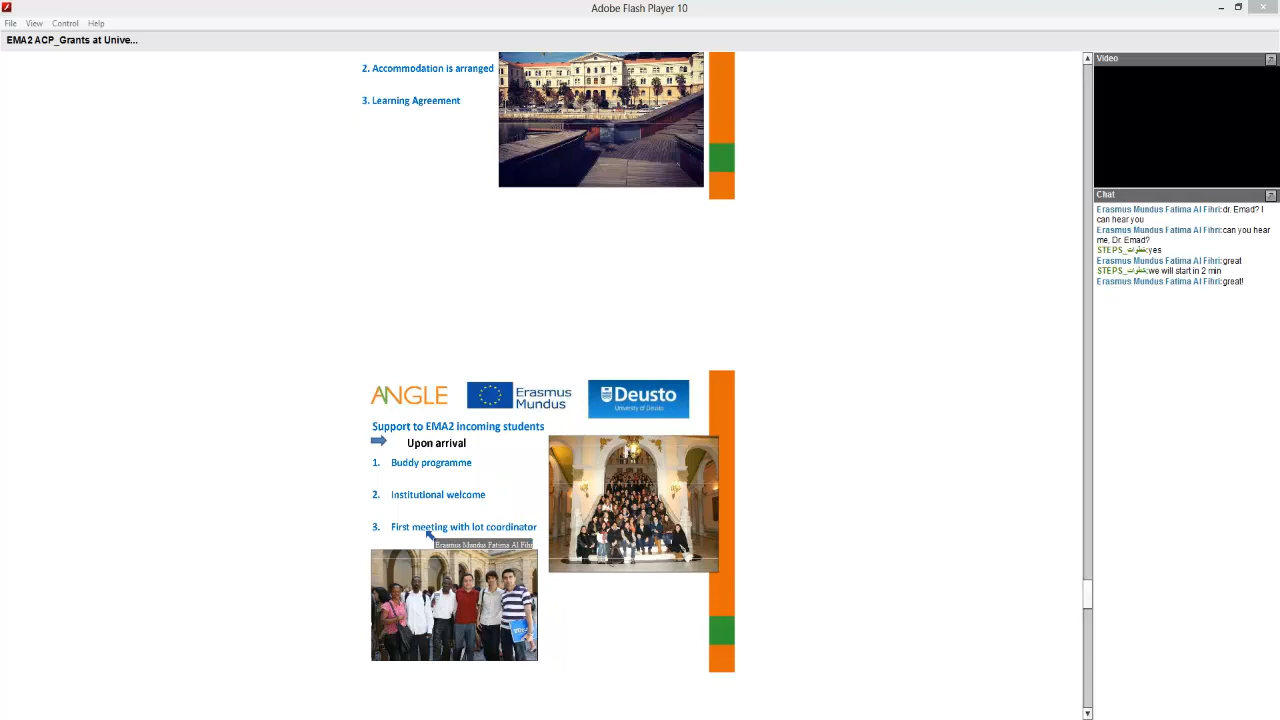 Adobe Flash Player 10
File View Control Help
EMA2 ACP_Grants at Unive...
2. Accommodation is arranged
3. Learning Agreement
ANGLE
Erasmus
Mundus
Deusto
University of Deusto
Support to EMA2 incoming students
Upon arrival
1. Buddy programme
2. Institutional welcome
3. First meeting with lot coordinator
Erasmus Mundus Fatima Al Fihr
Video
Chat
Erasmus Mundus Fatima Al Fihri:dr. Emad? I
can hear you
Erasmus Mundus Fatima Al Fihri:can you hear
me, Dr. Emad?
STEPS_خطوات:yes
Erasmus Mundus Fatima Al Fihri:great
STEPS_خطوات:we will start in 2 min
Erasmus Mundus Fatima Al Fihri:great!